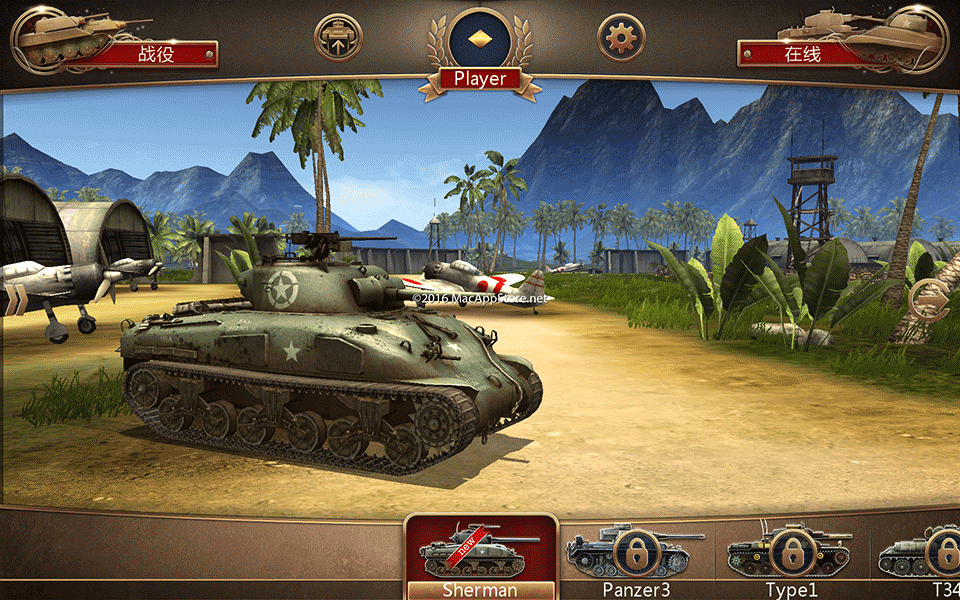 战役
Player
在线
©2016 MacAppStore.net
new
Sherman
Panzer3
Type1
T34